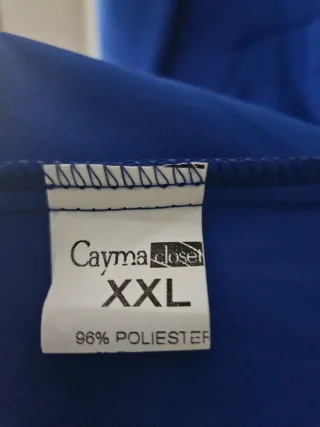 Cayma closet
XXL
96% POLIESTER